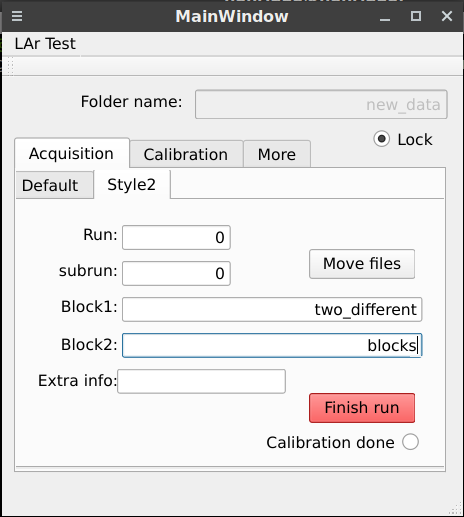 MainWindow
LAr Test
Folder name: new_data
Lock
Acquisition Calibration More
Default Style2
Run: 0
subrun: 0
Move files
Block1: two_different
Block2: blocks
Extra info:
Finish run
Calibration done